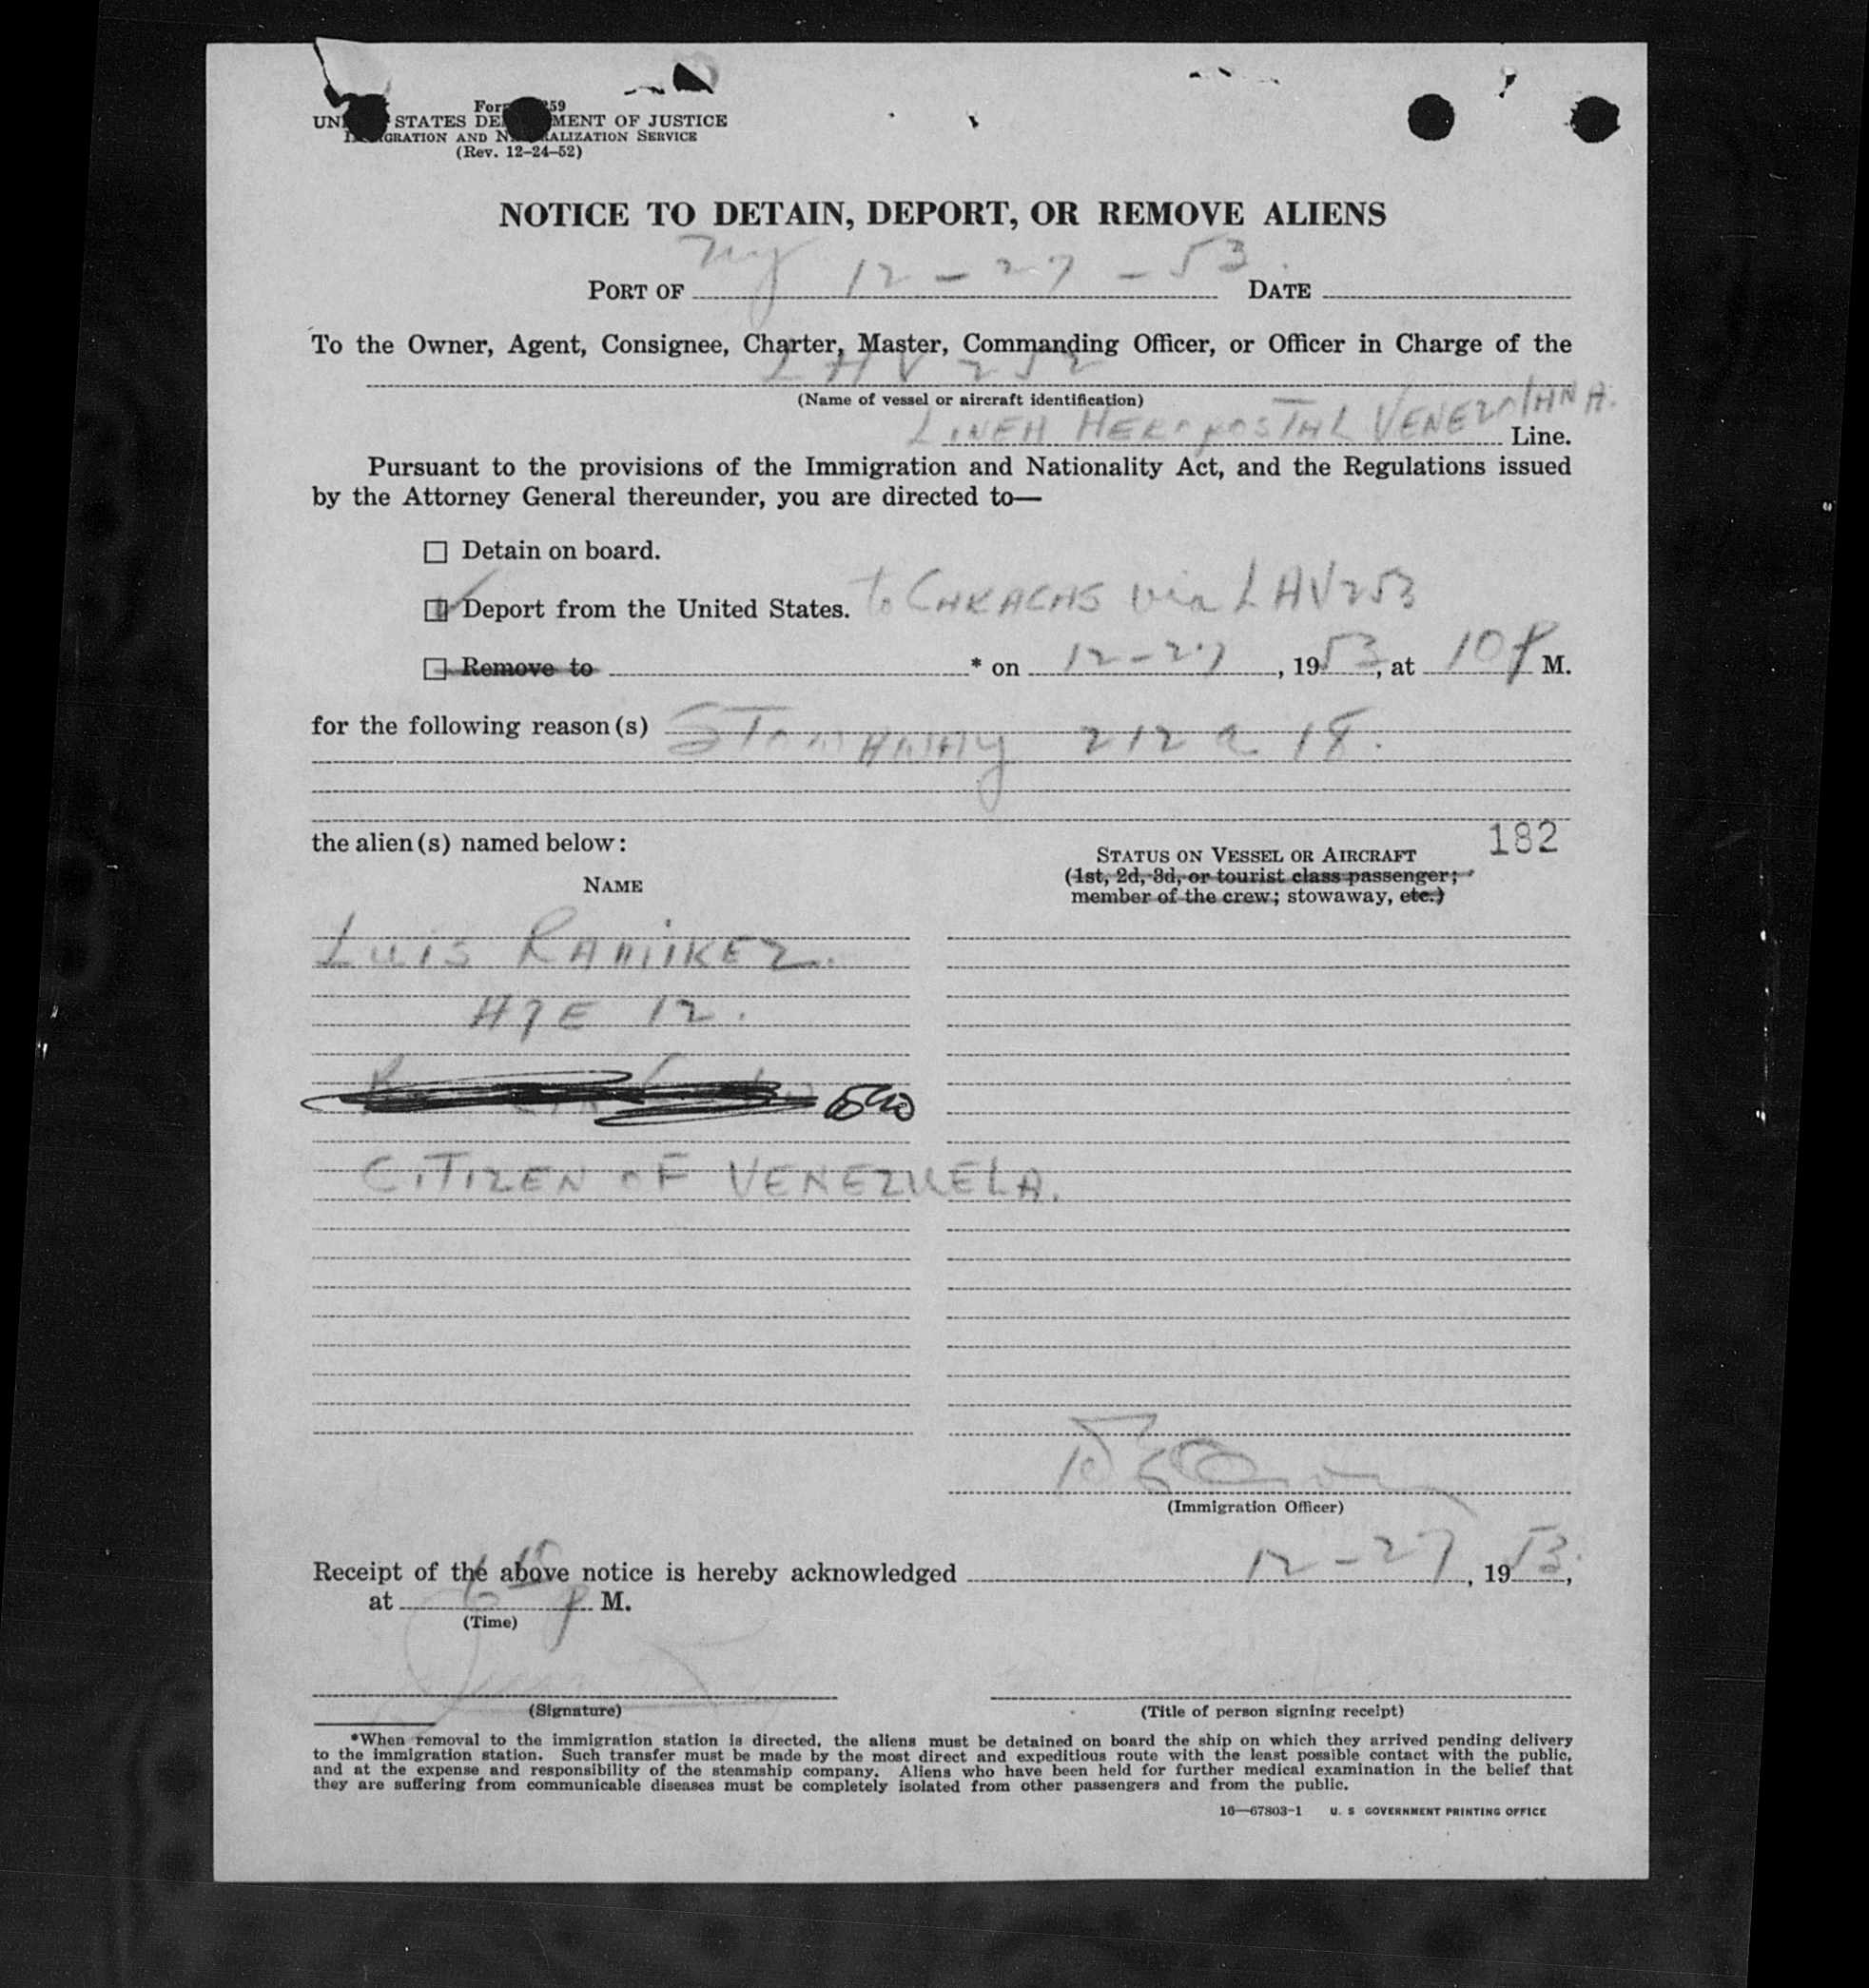 Form 259
UNI STATES DE MENT OF JUSTICE
I GRATION AND N ALIZATION SERVICE
(Rev. 12-24-52)
NOTICE TO DETAIN, DEPORT, OR REMOVE ALIENS
PORT OF NY 12-27-53. DATE
To the Owner, Agent, Consignee, Charter, Master, Commanding Officer, or Officer in Charge of the
LAV 252
(Name of vessel or aircraft identification)
LINEA AEROPOSTAL VENEZOLANA. Line.
Pursuant to the provisions of the Immigration and Nationality Act, and the Regulations issued
by the Attorney General thereunder, you are directed to—
☐ Detain on board.
☑ Deport from the United States. to CARACAS via LAV 253
☐ Remove to * on 12-27, 1953, at 10 P M.
for the following reason(s) STOWAWAY 212 a 18.
the alien(s) named below:
182
NAME
STATUS ON VESSEL OR AIRCRAFT
(1st, 2d, 3d, or tourist class passenger;
member of the crew; stowaway, etc.)
LUIS RAMIREZ.
AGE 12.
CITIZEN OF VENEZUELA.
(Immigration Officer)
Receipt of the above notice is hereby acknowledged 12-27, 1953,
at 6 15 P M.
(Time)
(Signature)
(Title of person signing receipt)
*When removal to the immigration station is directed, the aliens must be detained on board the ship on which they arrived pending delivery
to the immigration station. Such transfer must be made by the most direct and expeditious route with the least possible contact with the public,
and at the expense and responsibility of the steamship company. Aliens who have been held for further medical examination in the belief that
they are suffering from communicable diseases must be completely isolated from other passengers and from the public.
16—67803-1 U. S GOVERNMENT PRINTING OFFICE